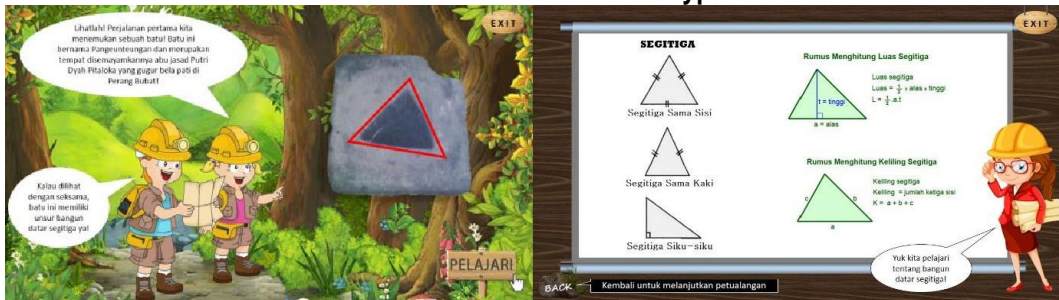 EXIT
Lihatlah! Perjalanan pertama kita
menemukan sebuah batu! Batu ini
bernama Pangeunteungan dan merupakan
tempat disemayamkannya abu jasad Putri
Dyah Pitaloka yang gugur bela pati di
Perang Bubat!
Kalau dilihat
dengan seksama,
batu ini memiliki
unsur bangun
datar segitiga ya!
PELAJARI
EXIT
SEGITIGA
Segitiga Sama Sisi
Segitiga Sama Kaki
Segitiga Siku-siku
Rumus Menghitung Luas Segitiga
t = tinggi
a = alas
Luas segitiga
Luas = ½ x alas x tinggi
L = ½ .a.t
Rumus Menghitung Keliling Segitiga
c
b
a
Keliling segitiga
Keliling = jumlah ketiga sisi
K = a + b + c
Yuk kita pelajari
tentang bangun
datar segitiga!
BACK
Kembali untuk melanjutkan petualangan